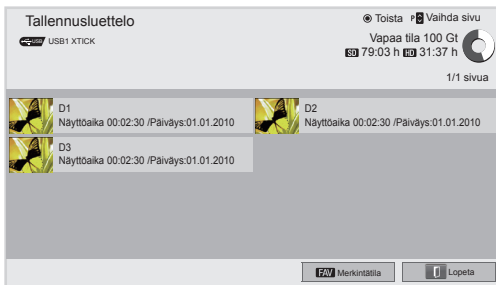 Tallennusluettelo
Toista P Vaihda sivu
USB USB1 XTICK
Vapaa tila 100 Gt
SD 79:03 h HD 31:37 h
1/1 sivua
D1
Näyttöaika 00:02:30 /Päiväys:01.01.2010
D2
Näyttöaika 00:02:30 /Päiväys:01.01.2010
D3
Näyttöaika 00:02:30 /Päiväys:01.01.2010
FAV Merkintätila
Lopeta